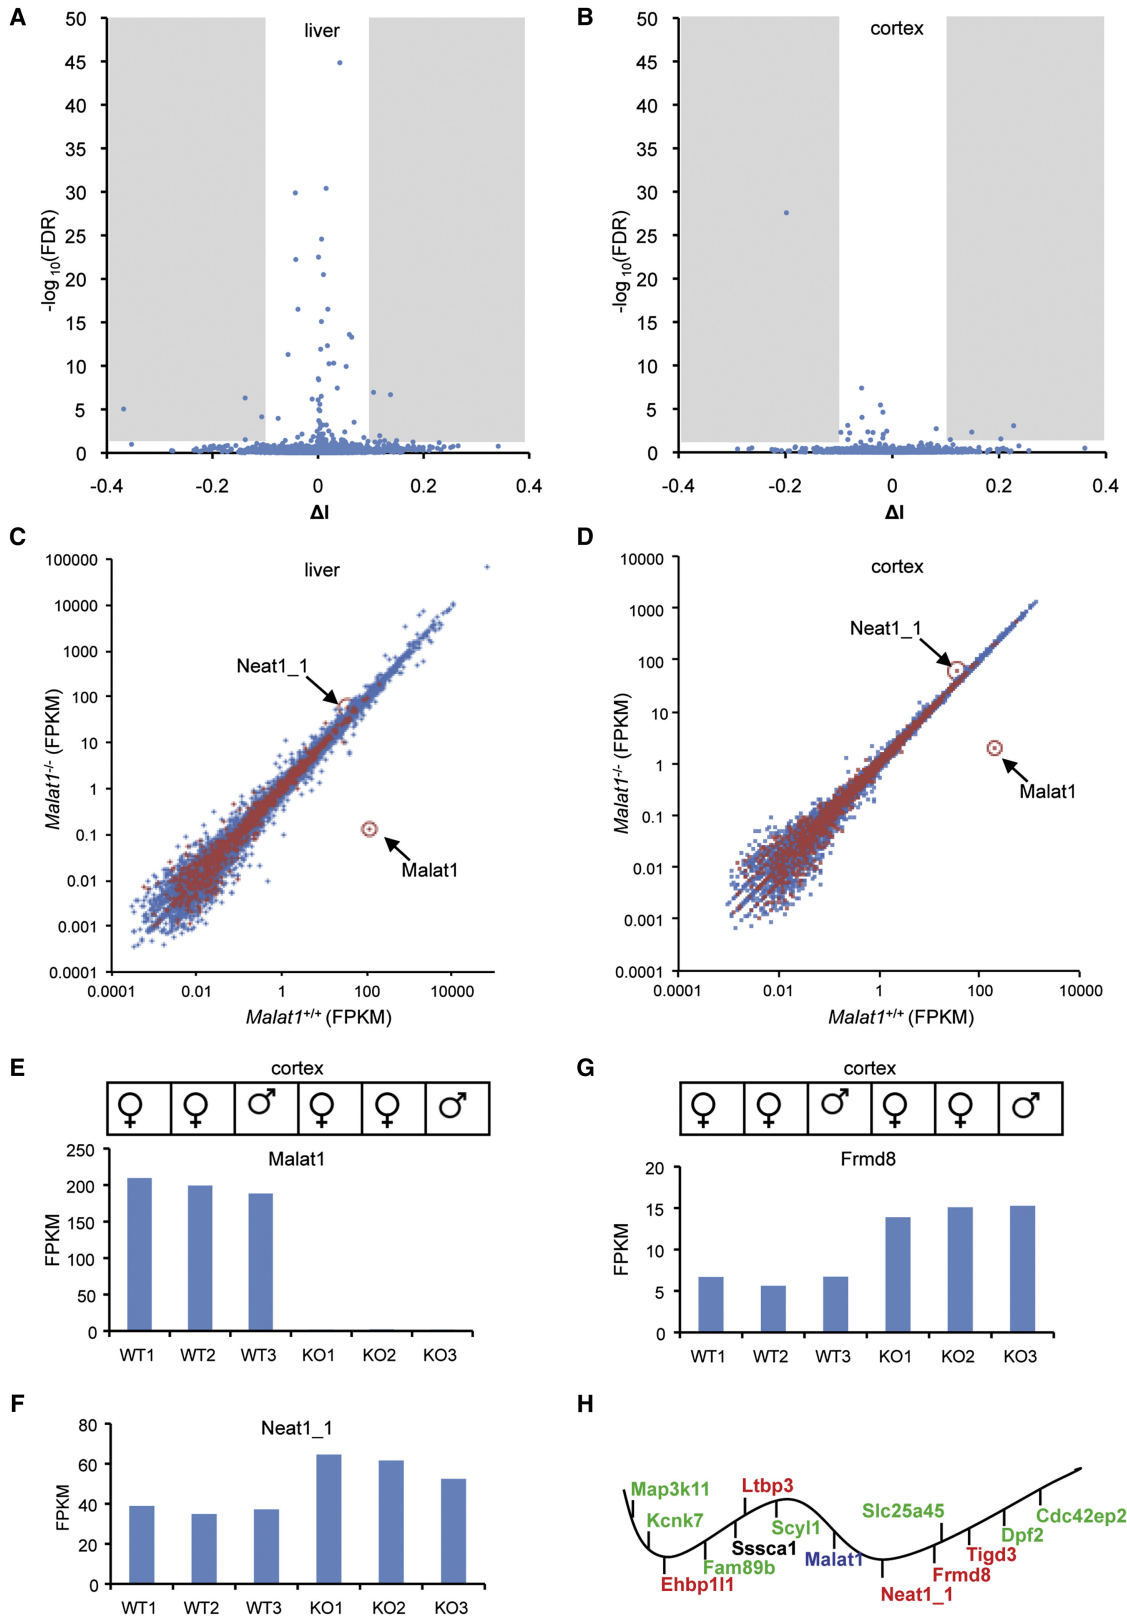 A
liver
50
45
40
35
30
25
20
15
10
5
0
-log10(FDR)
-0.4 -0.2 0 0.2 0.4
ΔI
B
cortex
50
45
40
35
30
25
20
15
10
5
0
-log10(FDR)
-0.4 -0.2 0 0.2 0.4
ΔI
C
liver
100000
10000
1000
100
10
1
0.1
0.01
0.001
0.0001
Malat1-/- (FPKM)
Neat1_1
Malat1
0.0001 0.01 1 100 10000
Malat1+/+ (FPKM)
D
cortex
10000
1000
100
10
1
0.1
0.01
0.001
0.0001
Malat1-/- (FPKM)
Neat1_1
Malat1
0.0001 0.01 1 100 10000
Malat1+/+ (FPKM)
E
cortex
♀ ♀ ♂ ♀ ♀ ♂
Malat1
250
200
150
100
50
0
FPKM
WT1 WT2 WT3 KO1 KO2 KO3
G
cortex
♀ ♀ ♂ ♀ ♀ ♂
Frmd8
20
15
10
5
0
FPKM
WT1 WT2 WT3 KO1 KO2 KO3
F
Neat1_1
80
60
40
20
0
FPKM
WT1 WT2 WT3 KO1 KO2 KO3
H
Map3k11
Kcnk7
Ehbp1l1
Fam89b
Sssca1
Ltbp3
Scyl1
Malat1
Neat1_1
Slc25a45
Frmd8
Tigd3
Dpf2
Cdc42ep2